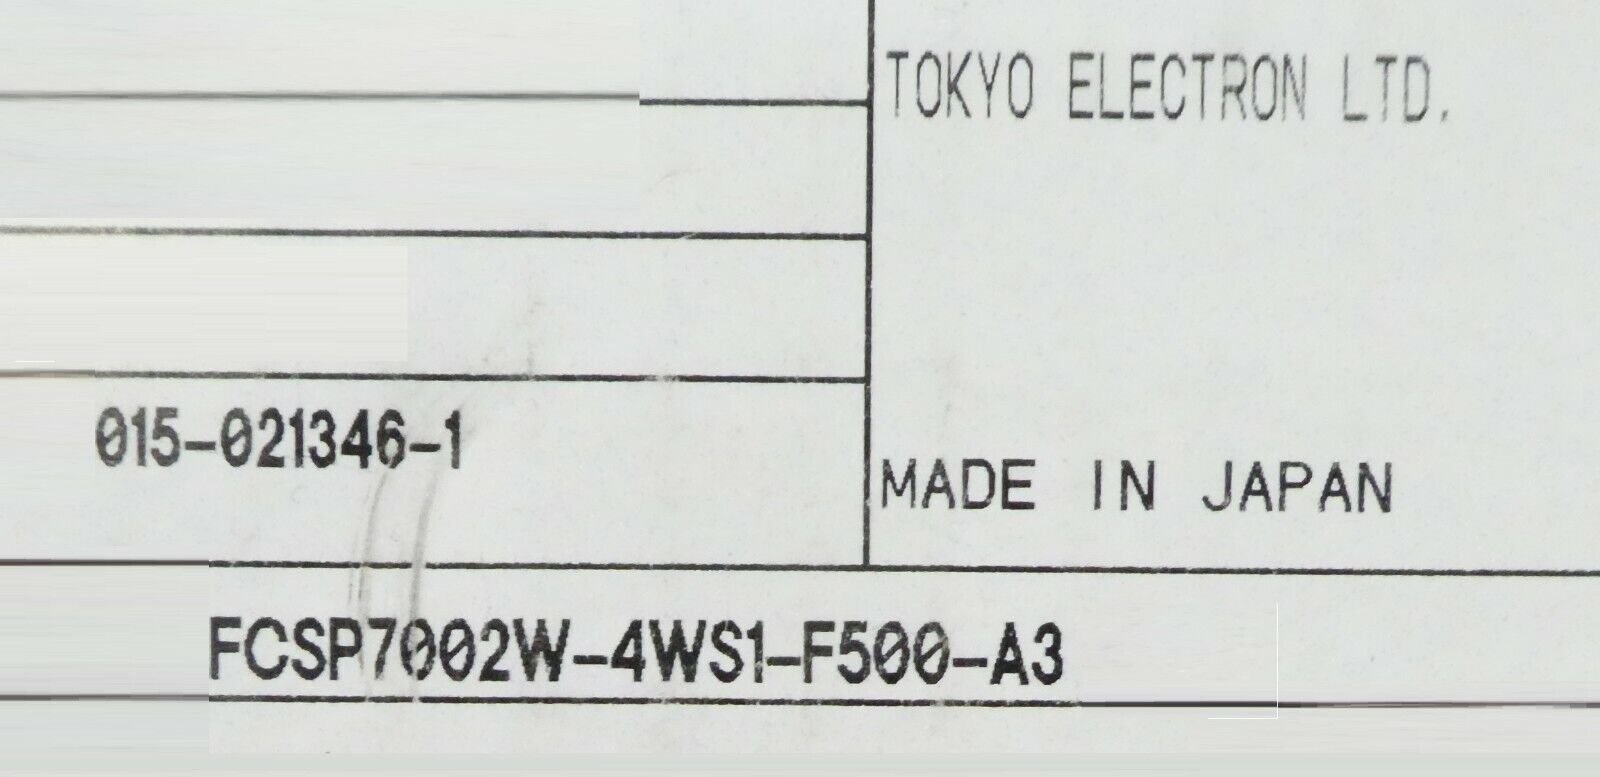 TOKYO ELECTRON LTD.
015-021346-1
MADE IN JAPAN
FCSP7002W-4WS1-F500-A3